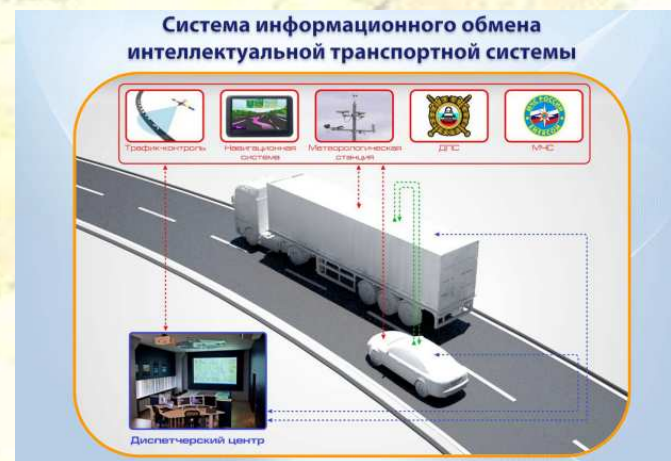 Система информационного обмена
интеллектуальной транспортной системы
Трафик-контроль
Навигационная
система
Метеорологическая
станция
ДПС
МЧС
Диспетчерский центр